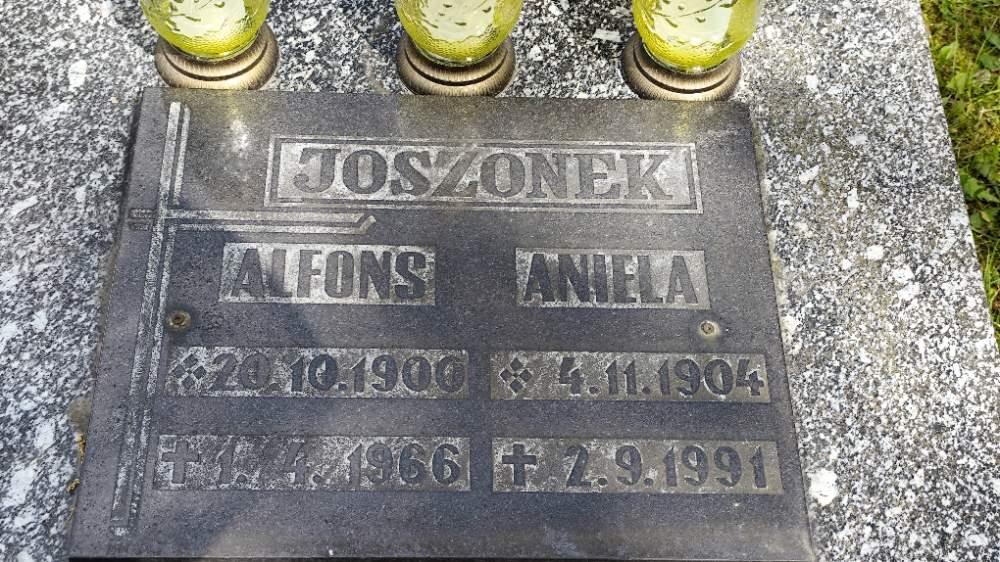 JOSZONEK
ALFONS ANIELA
20.10.1900 4.11.1904
1. 4. 1966 2.9.1991